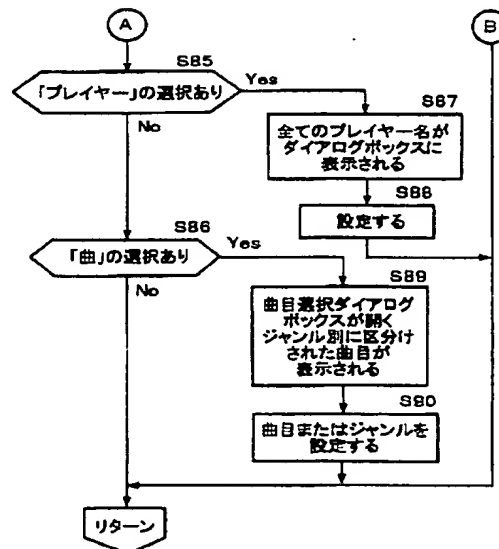 A
B
S85
「プレイヤー」の選択あり
Yes
No
S87
全てのプレイヤー名が
ダイアログボックスに
表示される
S88
設定する
S86
「曲」の選択あり
Yes
No
S89
曲目選択ダイアログ
ボックスが開く
ジャンル別に区分け
された曲目が
表示される
S90
曲目またはジャンルを
設定する
リターン